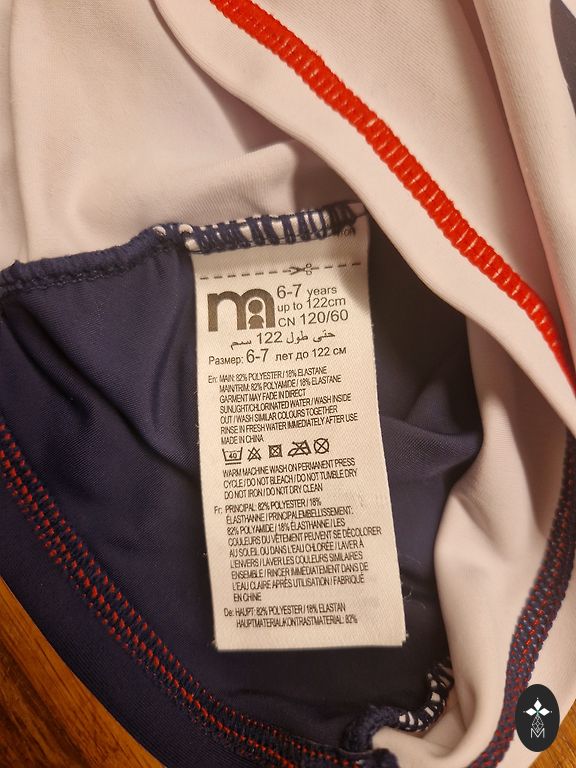 6-7 years
up to 122cm
CN 120/60
حتى طول 122 سم
Размер: 6-7 лет до 122 см
En: MAIN: 82% POLYESTER / 18% ELASTANE
MAIN/TRIM: 82% POLYAMIDE / 18% ELASTANE
GARMENT MAY FADE IN DIRECT
SUNLIGHT/CHLORINATED WATER / WASH INSIDE
OUT / WASH SIMILAR COLOURS TOGETHER
RINSE IN FRESH WATER IMMEDIATELY AFTER USE
MADE IN CHINA
40
WARM MACHINE WASH ON PERMANENT PRESS
CYCLE / DO NOT BLEACH / DO NOT TUMBLE DRY
DO NOT IRON / DO NOT DRY CLEAN
Fr: PRINCIPAL: 82% POLYESTER / 18%
ELASTHANNE / PRINCIPALEMBELLISSEMENT:
82% POLYAMIDE / 18% ELASTHANNE / LES
COULEURS DU VÊTEMENT PEUVENT SE DÉCOLORER
AU SOLEIL OU DANS L'EAU CHLORÉE / LAVER À
L'ENVERS / LAVER LES COULEURS SIMILAIRES
ENSEMBLE / RINCER IMMÉDIATEMENT DANS DE
L'EAU CLAIRE APRÈS UTILISATION / FABRIQUÉ
EN CHINE
De: HAUPT: 82% POLYESTER / 18% ELASTAN
HAUPTMATERIAL/KONTRASTMATERIAL: 82%